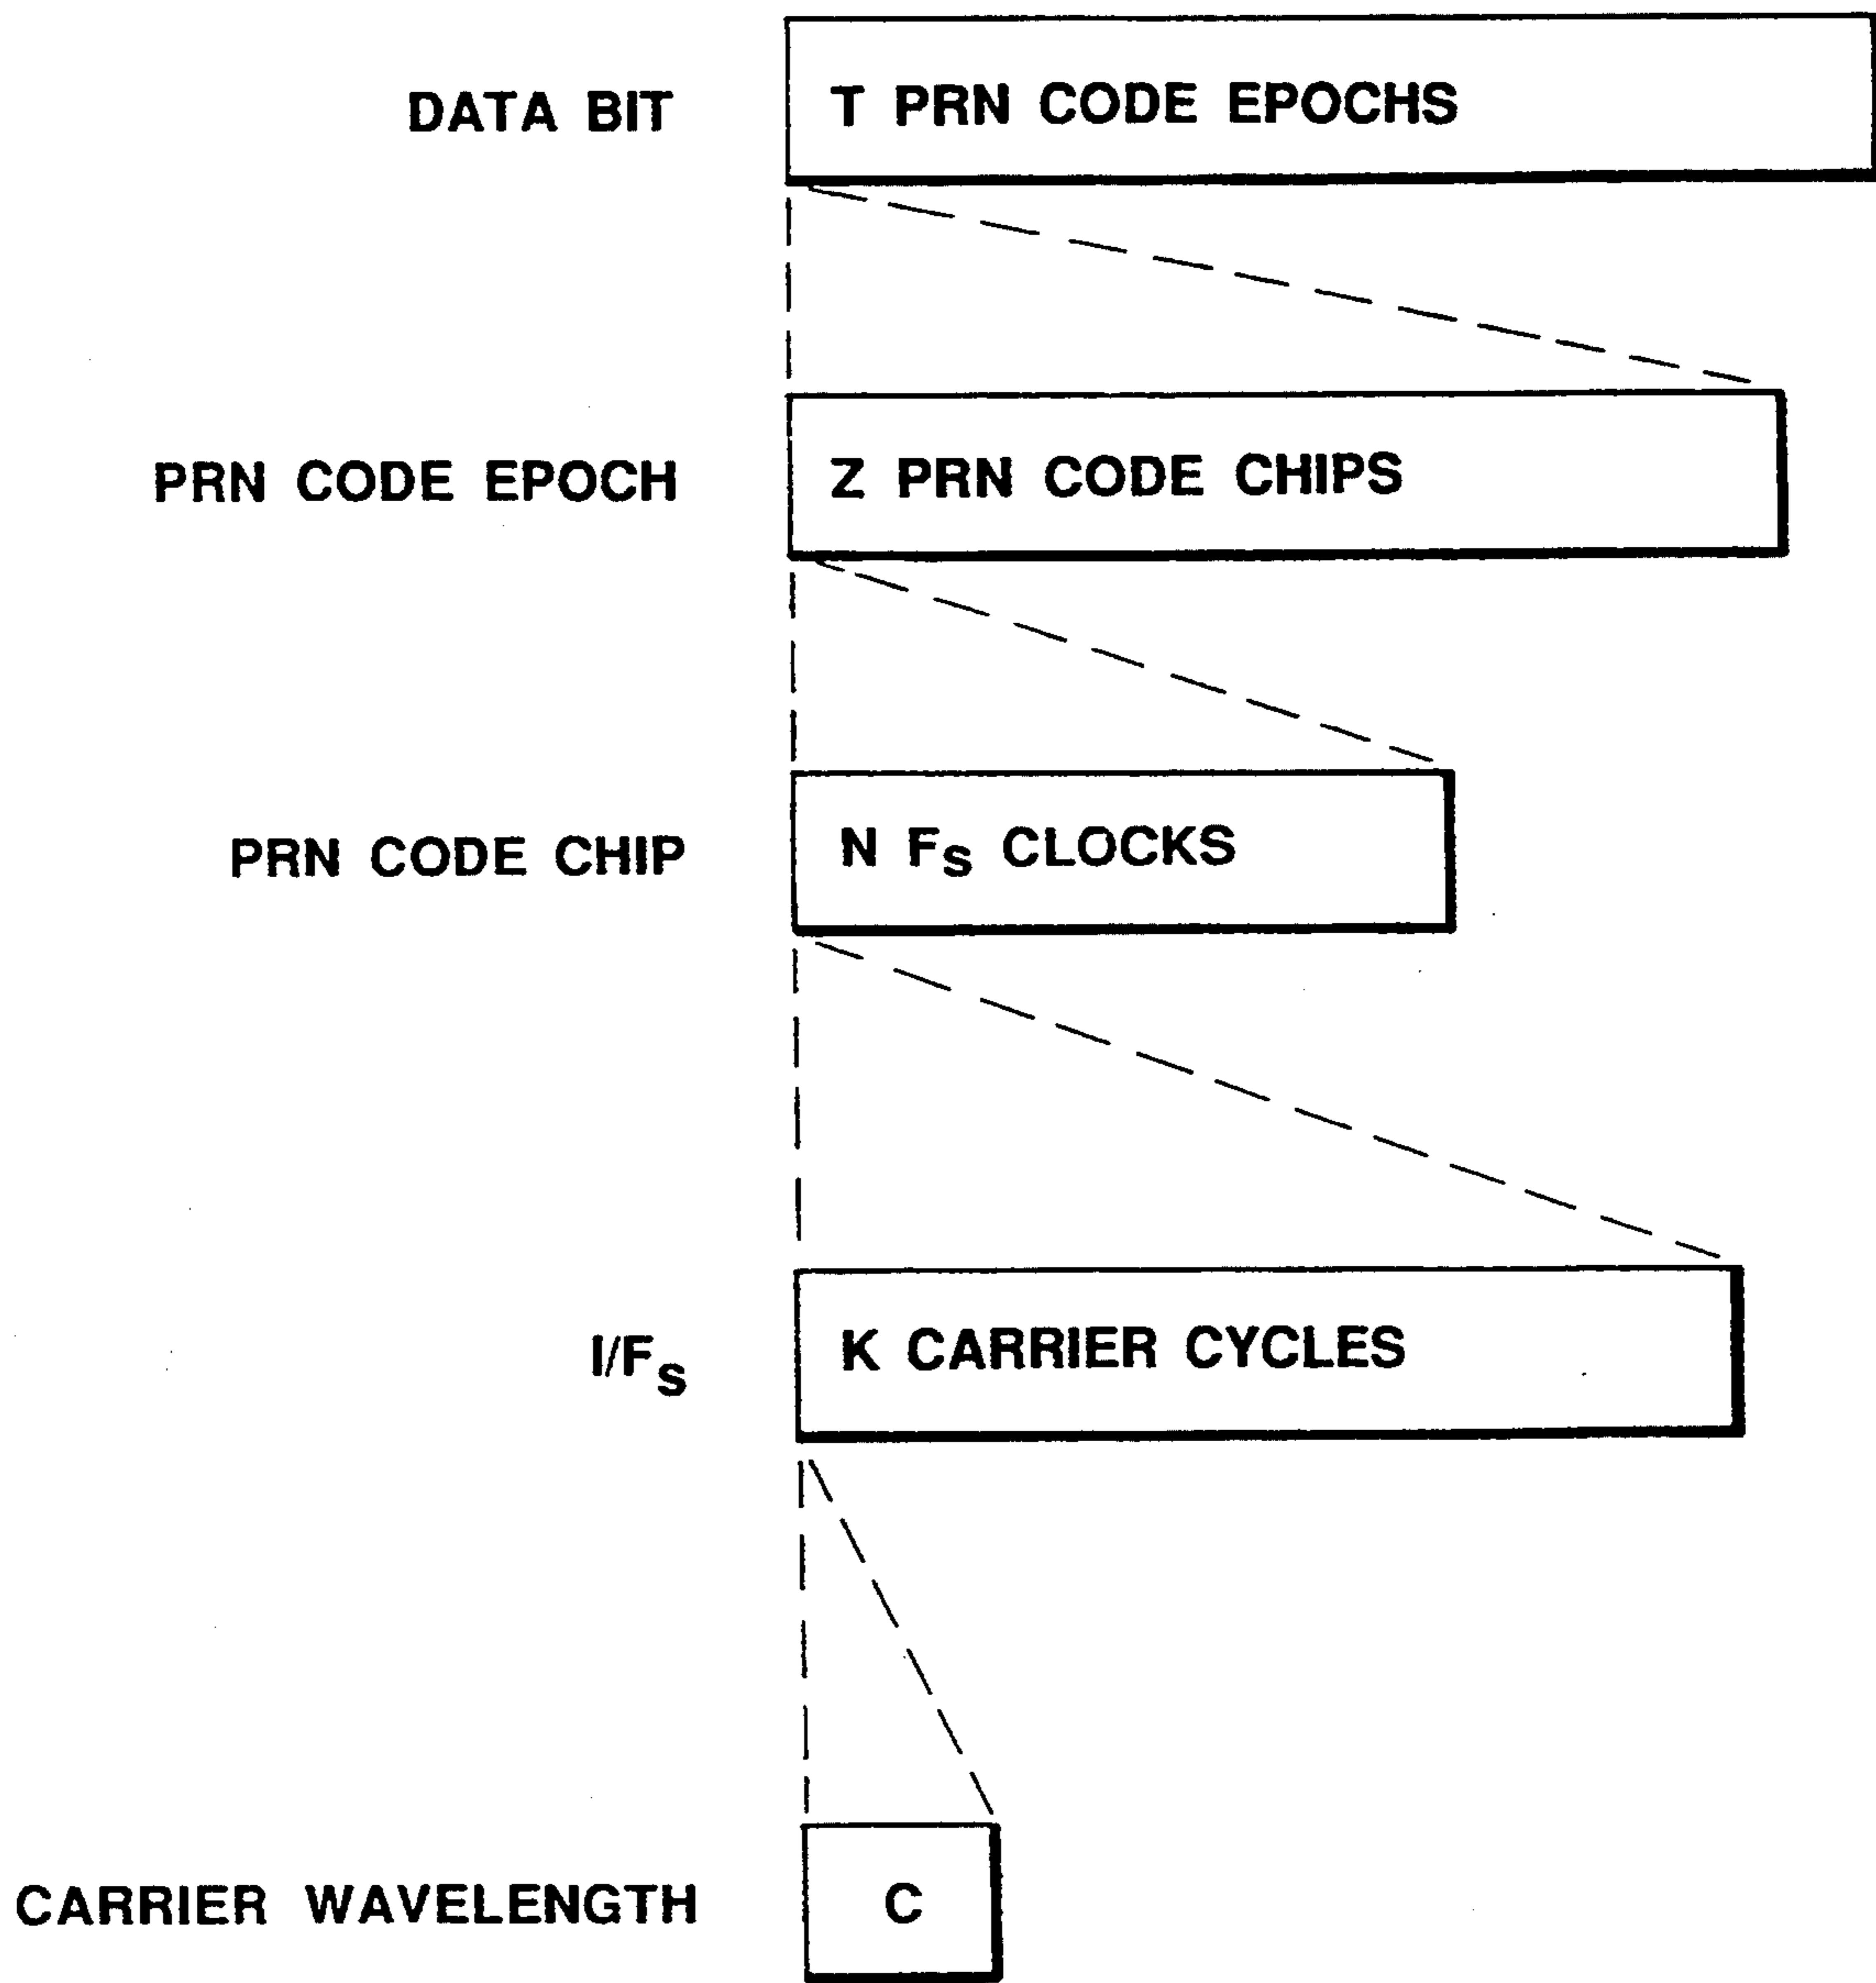 DATA BIT
T PRN CODE EPOCHS
PRN CODE EPOCH
Z PRN CODE CHIPS
PRN CODE CHIP
N FS CLOCKS
I/FS
K CARRIER CYCLES
CARRIER WAVELENGTH
C